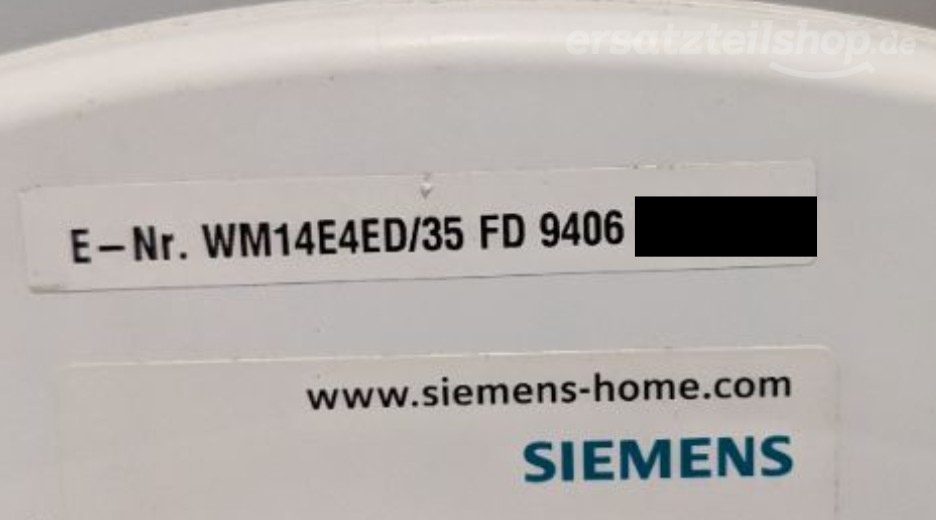 ersatzteilshop.de
E-Nr. WM14E4ED/35 FD 9406
www.siemens-home.com
SIEMENS